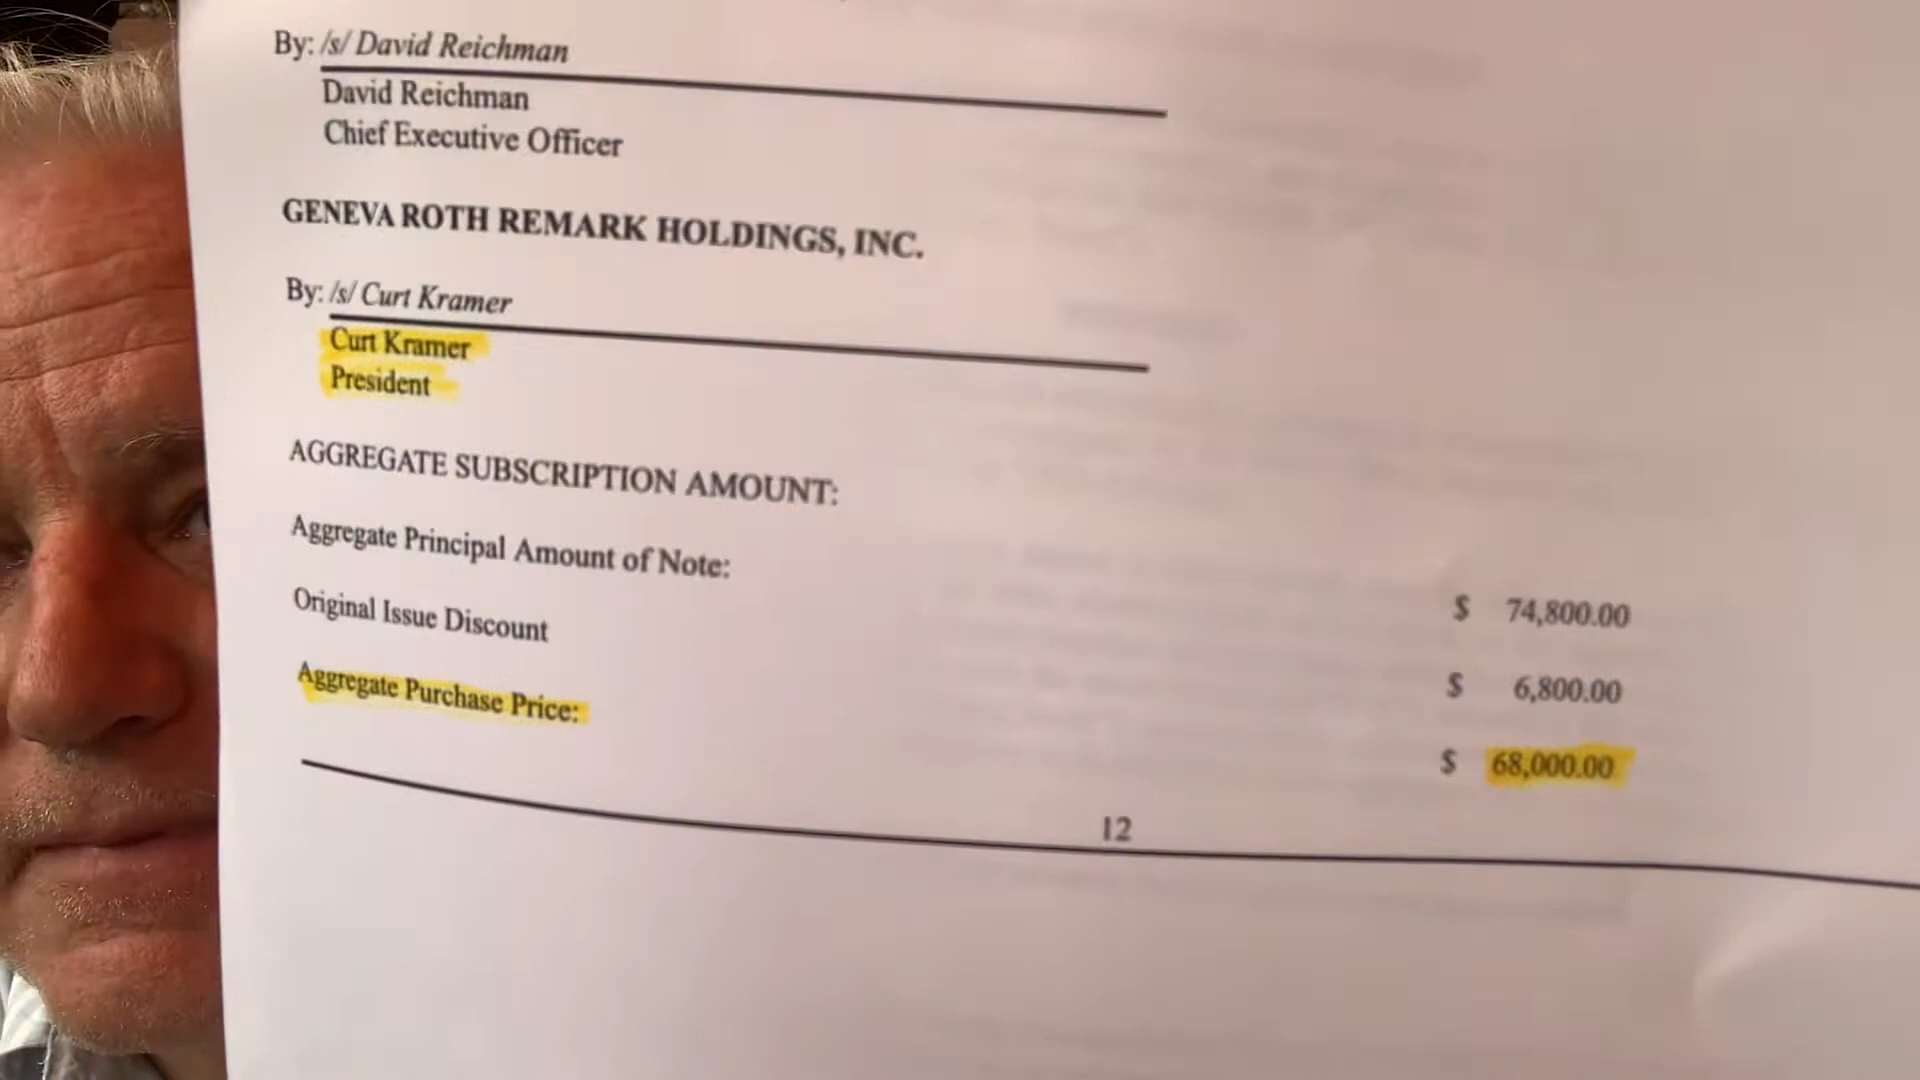 By: /s/ David Reichman
David Reichman
Chief Executive Officer
GENEVA ROTH REMARK HOLDINGS, INC.
By: /s/ Curt Kramer
Curt Kramer
President
AGGREGATE SUBSCRIPTION AMOUNT:
Aggregate Principal Amount of Note:
$ 74,800.00
Original Issue Discount
$ 6,800.00
Aggregate Purchase Price:
$ 68,000.00
12